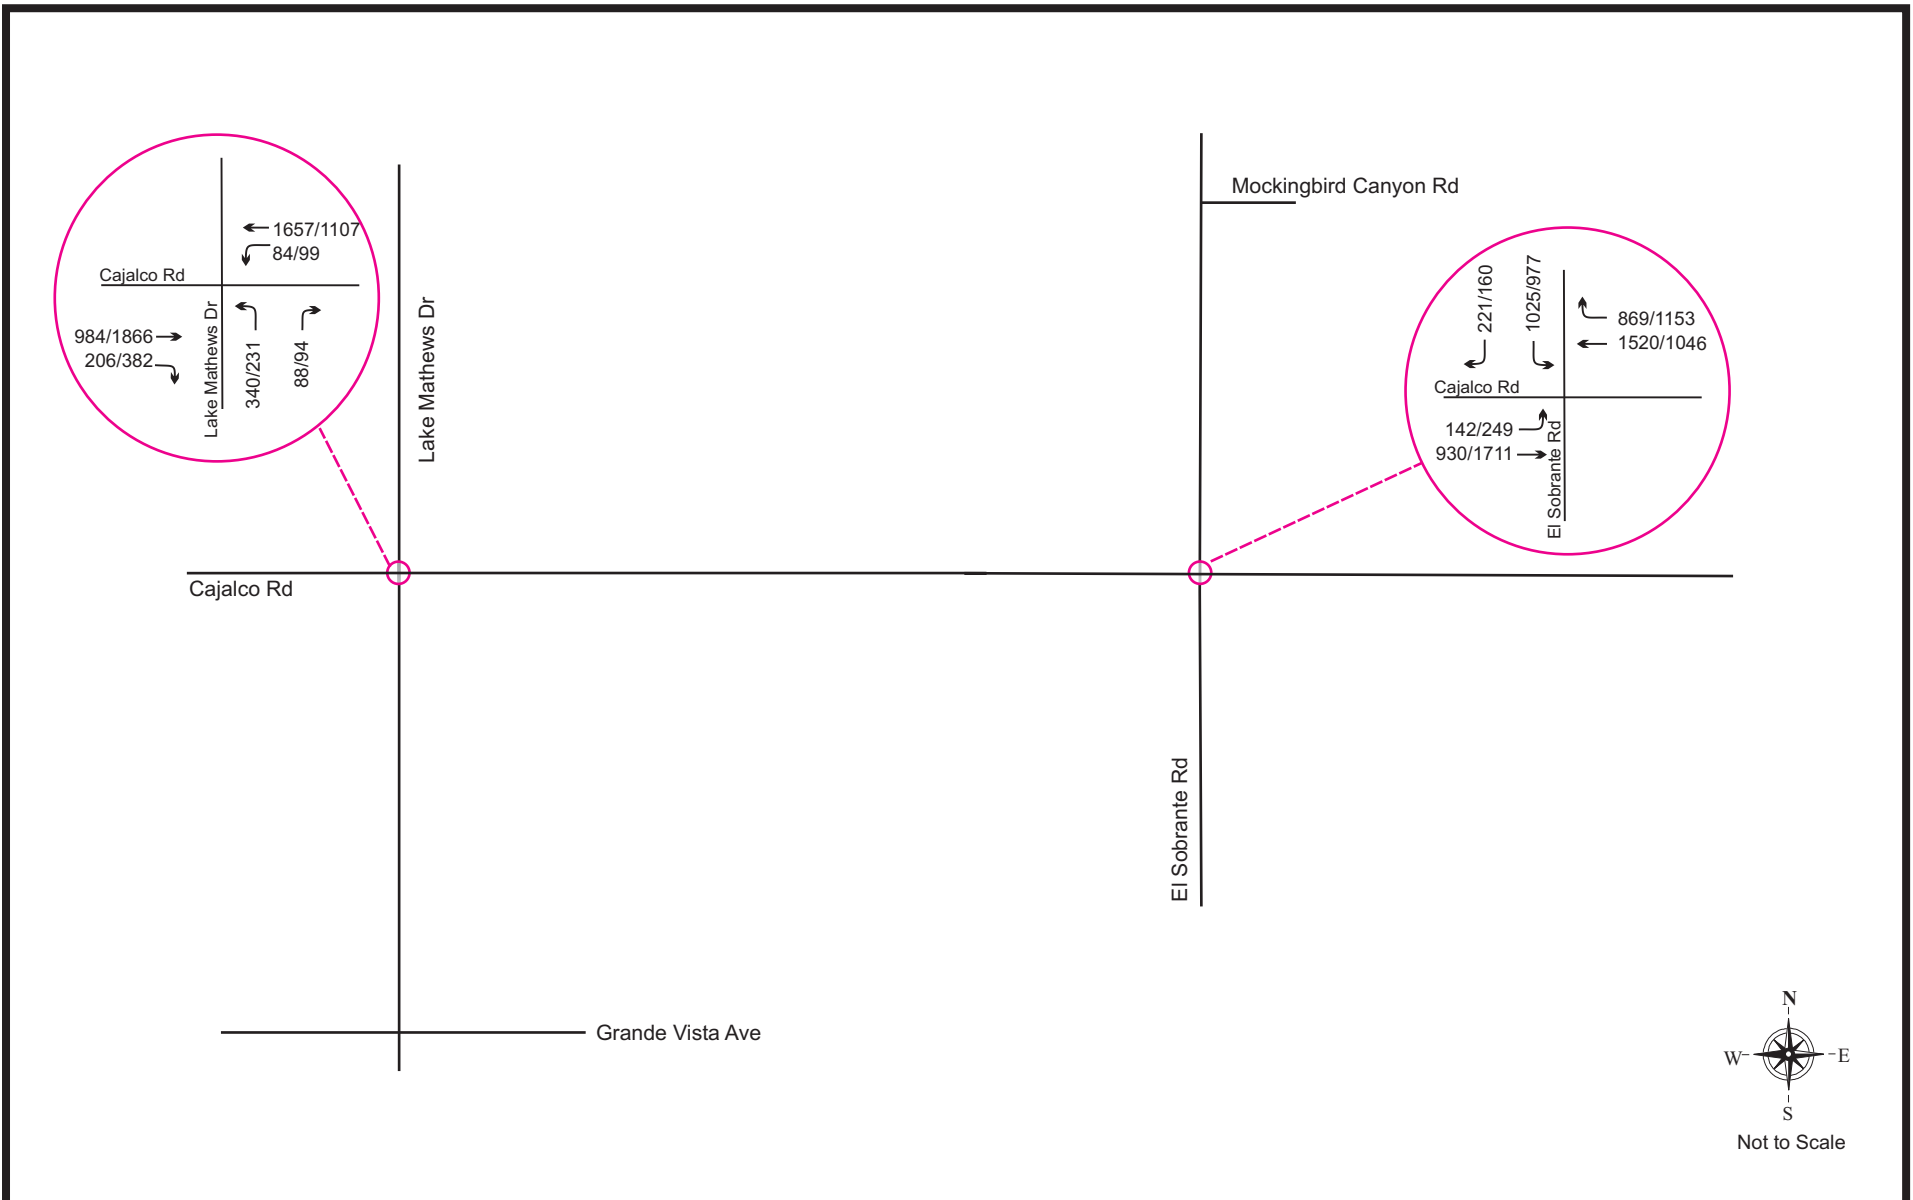 1657/1107
84/99
Cajalco Rd
984/1866
206/382
Lake Mathews Dr
340/231
88/94
Lake Mathews Dr
Mockingbird Canyon Rd
221/160
1025/977
869/1153
1520/1046
Cajalco Rd
142/249
930/1711
El Sobrante Rd
Cajalco Rd
El Sobrante Rd
Grande Vista Ave
N
W
E
S
Not to Scale